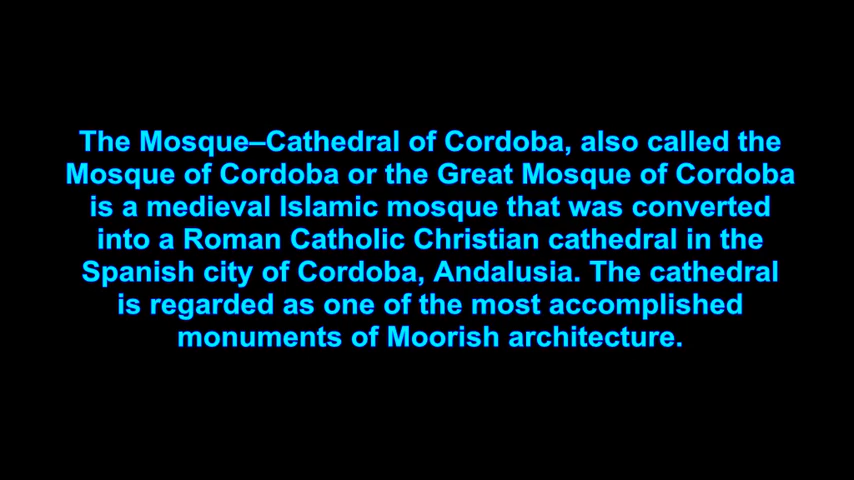 The Mosque–Cathedral of Cordoba, also called the
Mosque of Cordoba or the Great Mosque of Cordoba
is a medieval Islamic mosque that was converted
into a Roman Catholic Christian cathedral in the
Spanish city of Cordoba, Andalusia. The cathedral
is regarded as one of the most accomplished
monuments of Moorish architecture.